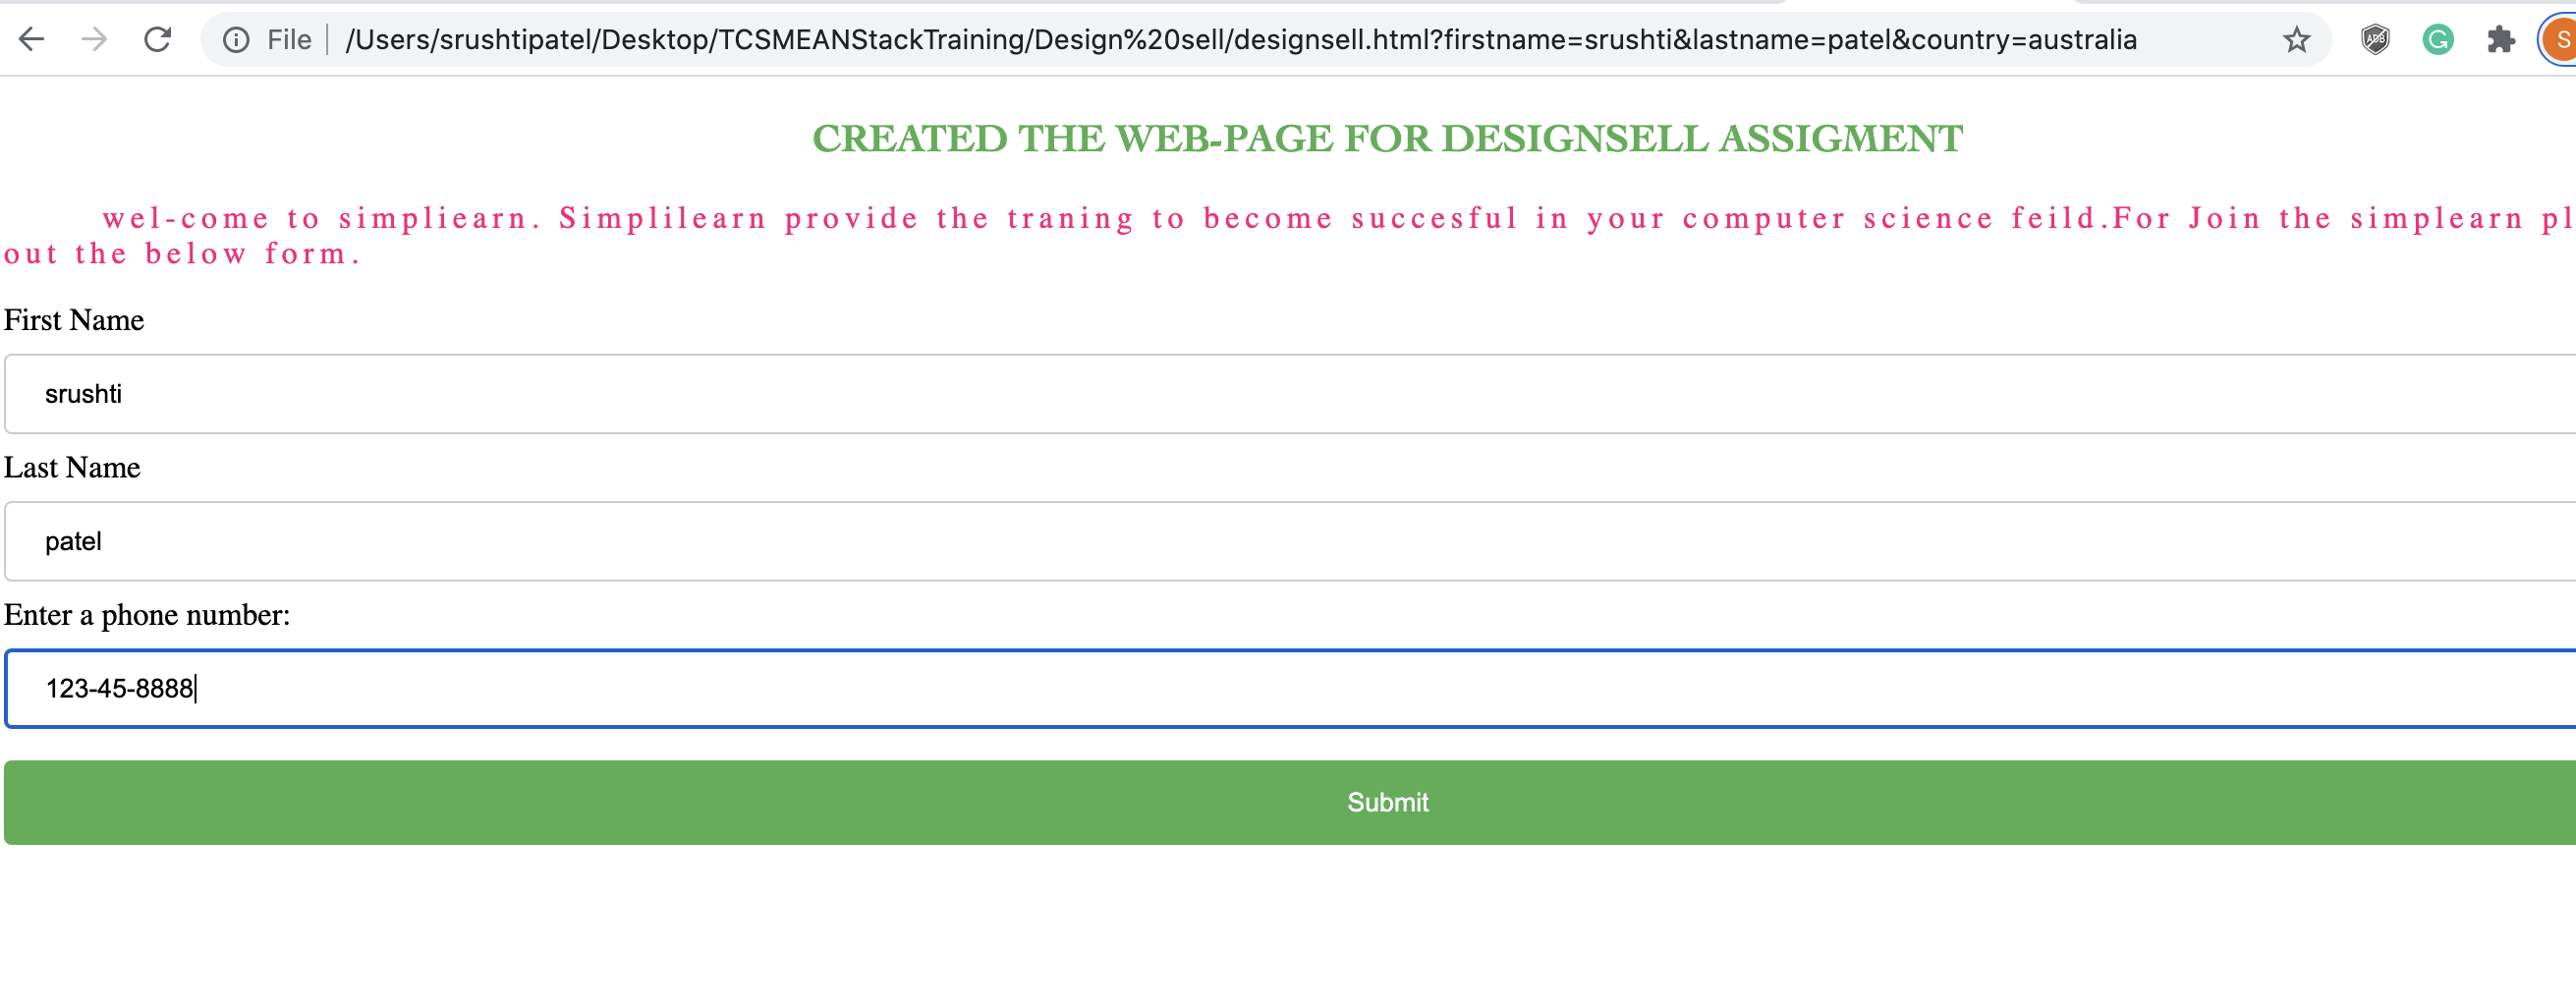 File /Users/srushtipatel/Desktop/TCSMEANStackTraining/Design%20sell/designsell.html?firstname=srushti&lastname=patel&country=australia ABP G S
CREATED THE WEB-PAGE FOR DESIGNSELL ASSIGMENT
wel-come to simpliearn. Simplilearn provide the traning to become succesful in your computer science feild.For Join the simplearn pl
out the below form.
First Name
srushti
Last Name
patel
Enter a phone number:
123-45-8888
Submit